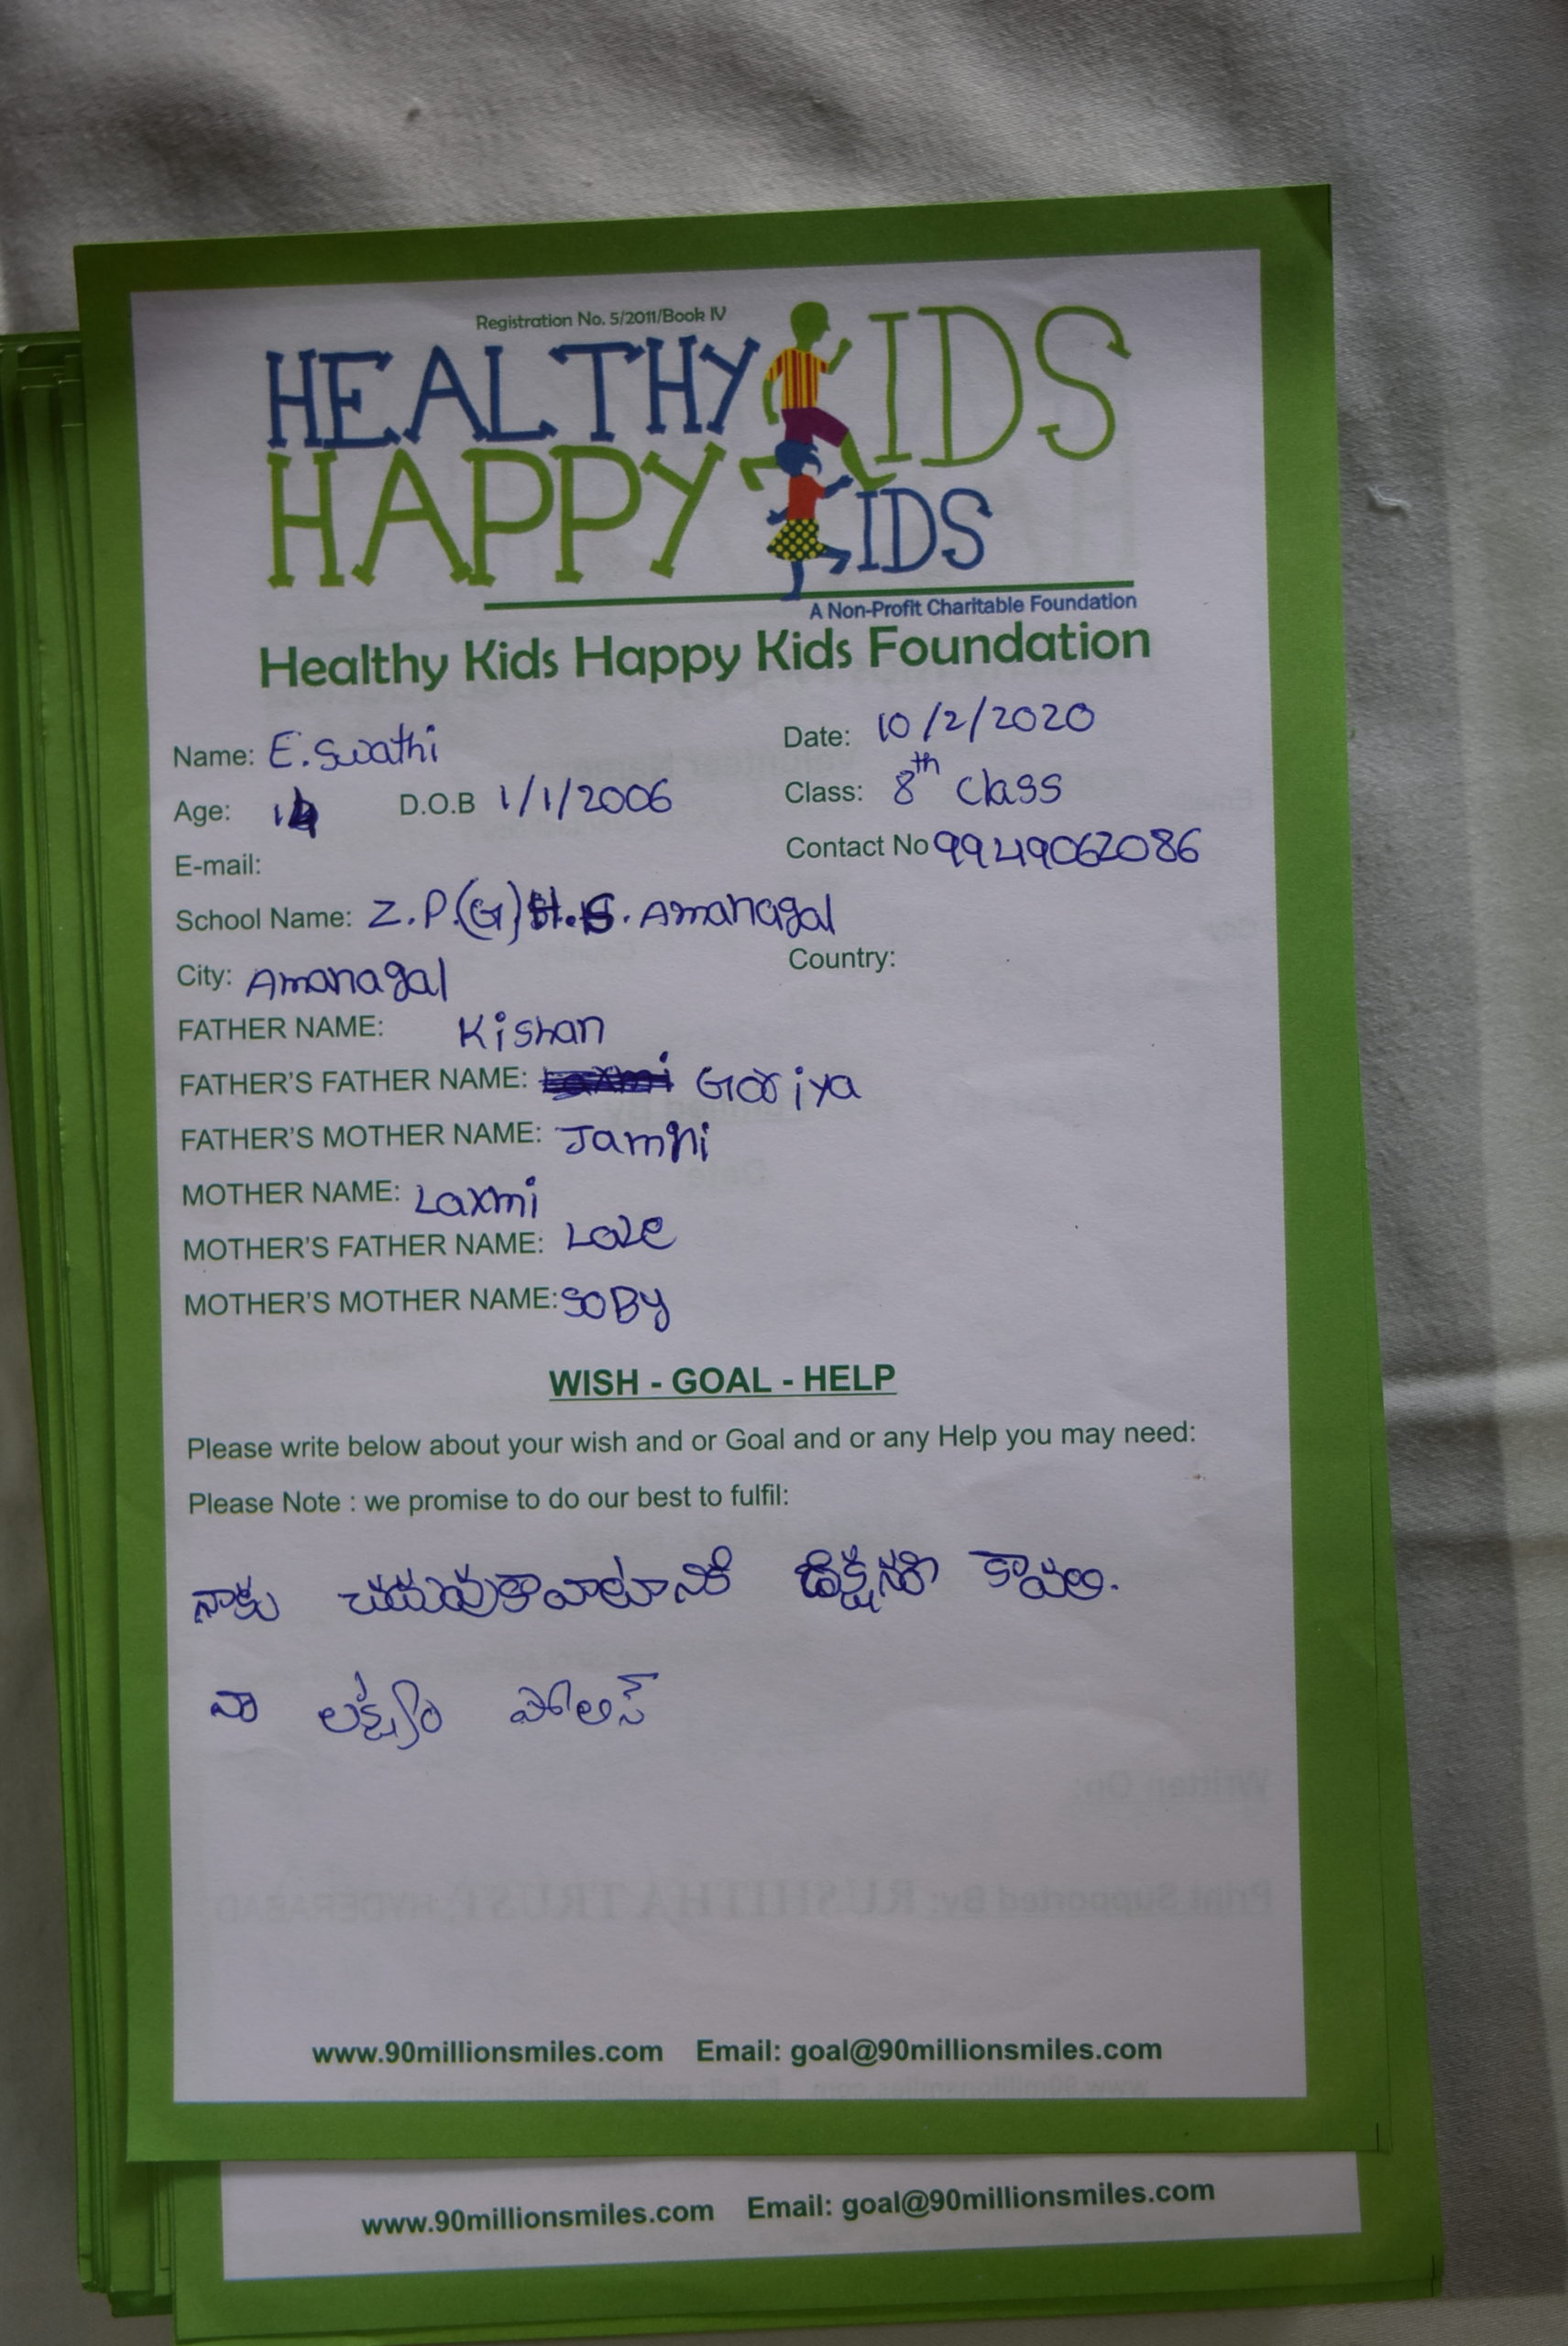 Registration No. 5/2011/Book IV
HEALTHY KIDS
HAPPY KIDS
A Non-Profit Charitable Foundation
Healthy Kids Happy Kids Foundation
Name: E. Swathi
Date: 10/2/2020
Age: 14 D.O.B 1/1/2006
Class: 8th class
E-mail:
Contact No 9949062086
School Name: Z.P.(G)H.S. Amanagal
City: Amanagal
Country:
FATHER NAME: Kishan
FATHER'S FATHER NAME: Goriya
FATHER'S MOTHER NAME: Jamni
MOTHER NAME: Laxmi
MOTHER'S FATHER NAME:
MOTHER'S MOTHER NAME: SOBY
WISH - GOAL - HELP
Please write below about your wish and or Goal and or any Help you may need:
Please Note : we promise to do our best to fulfil:
నాకు చదువుకావాటానికి డిక్షనరి కావలి.
నా లక్ష్యం పోలిస్
www.90millionsmiles.com Email: goal@90millionsmiles.com
www.90millionsmiles.com Email: goal@90millionsmiles.com